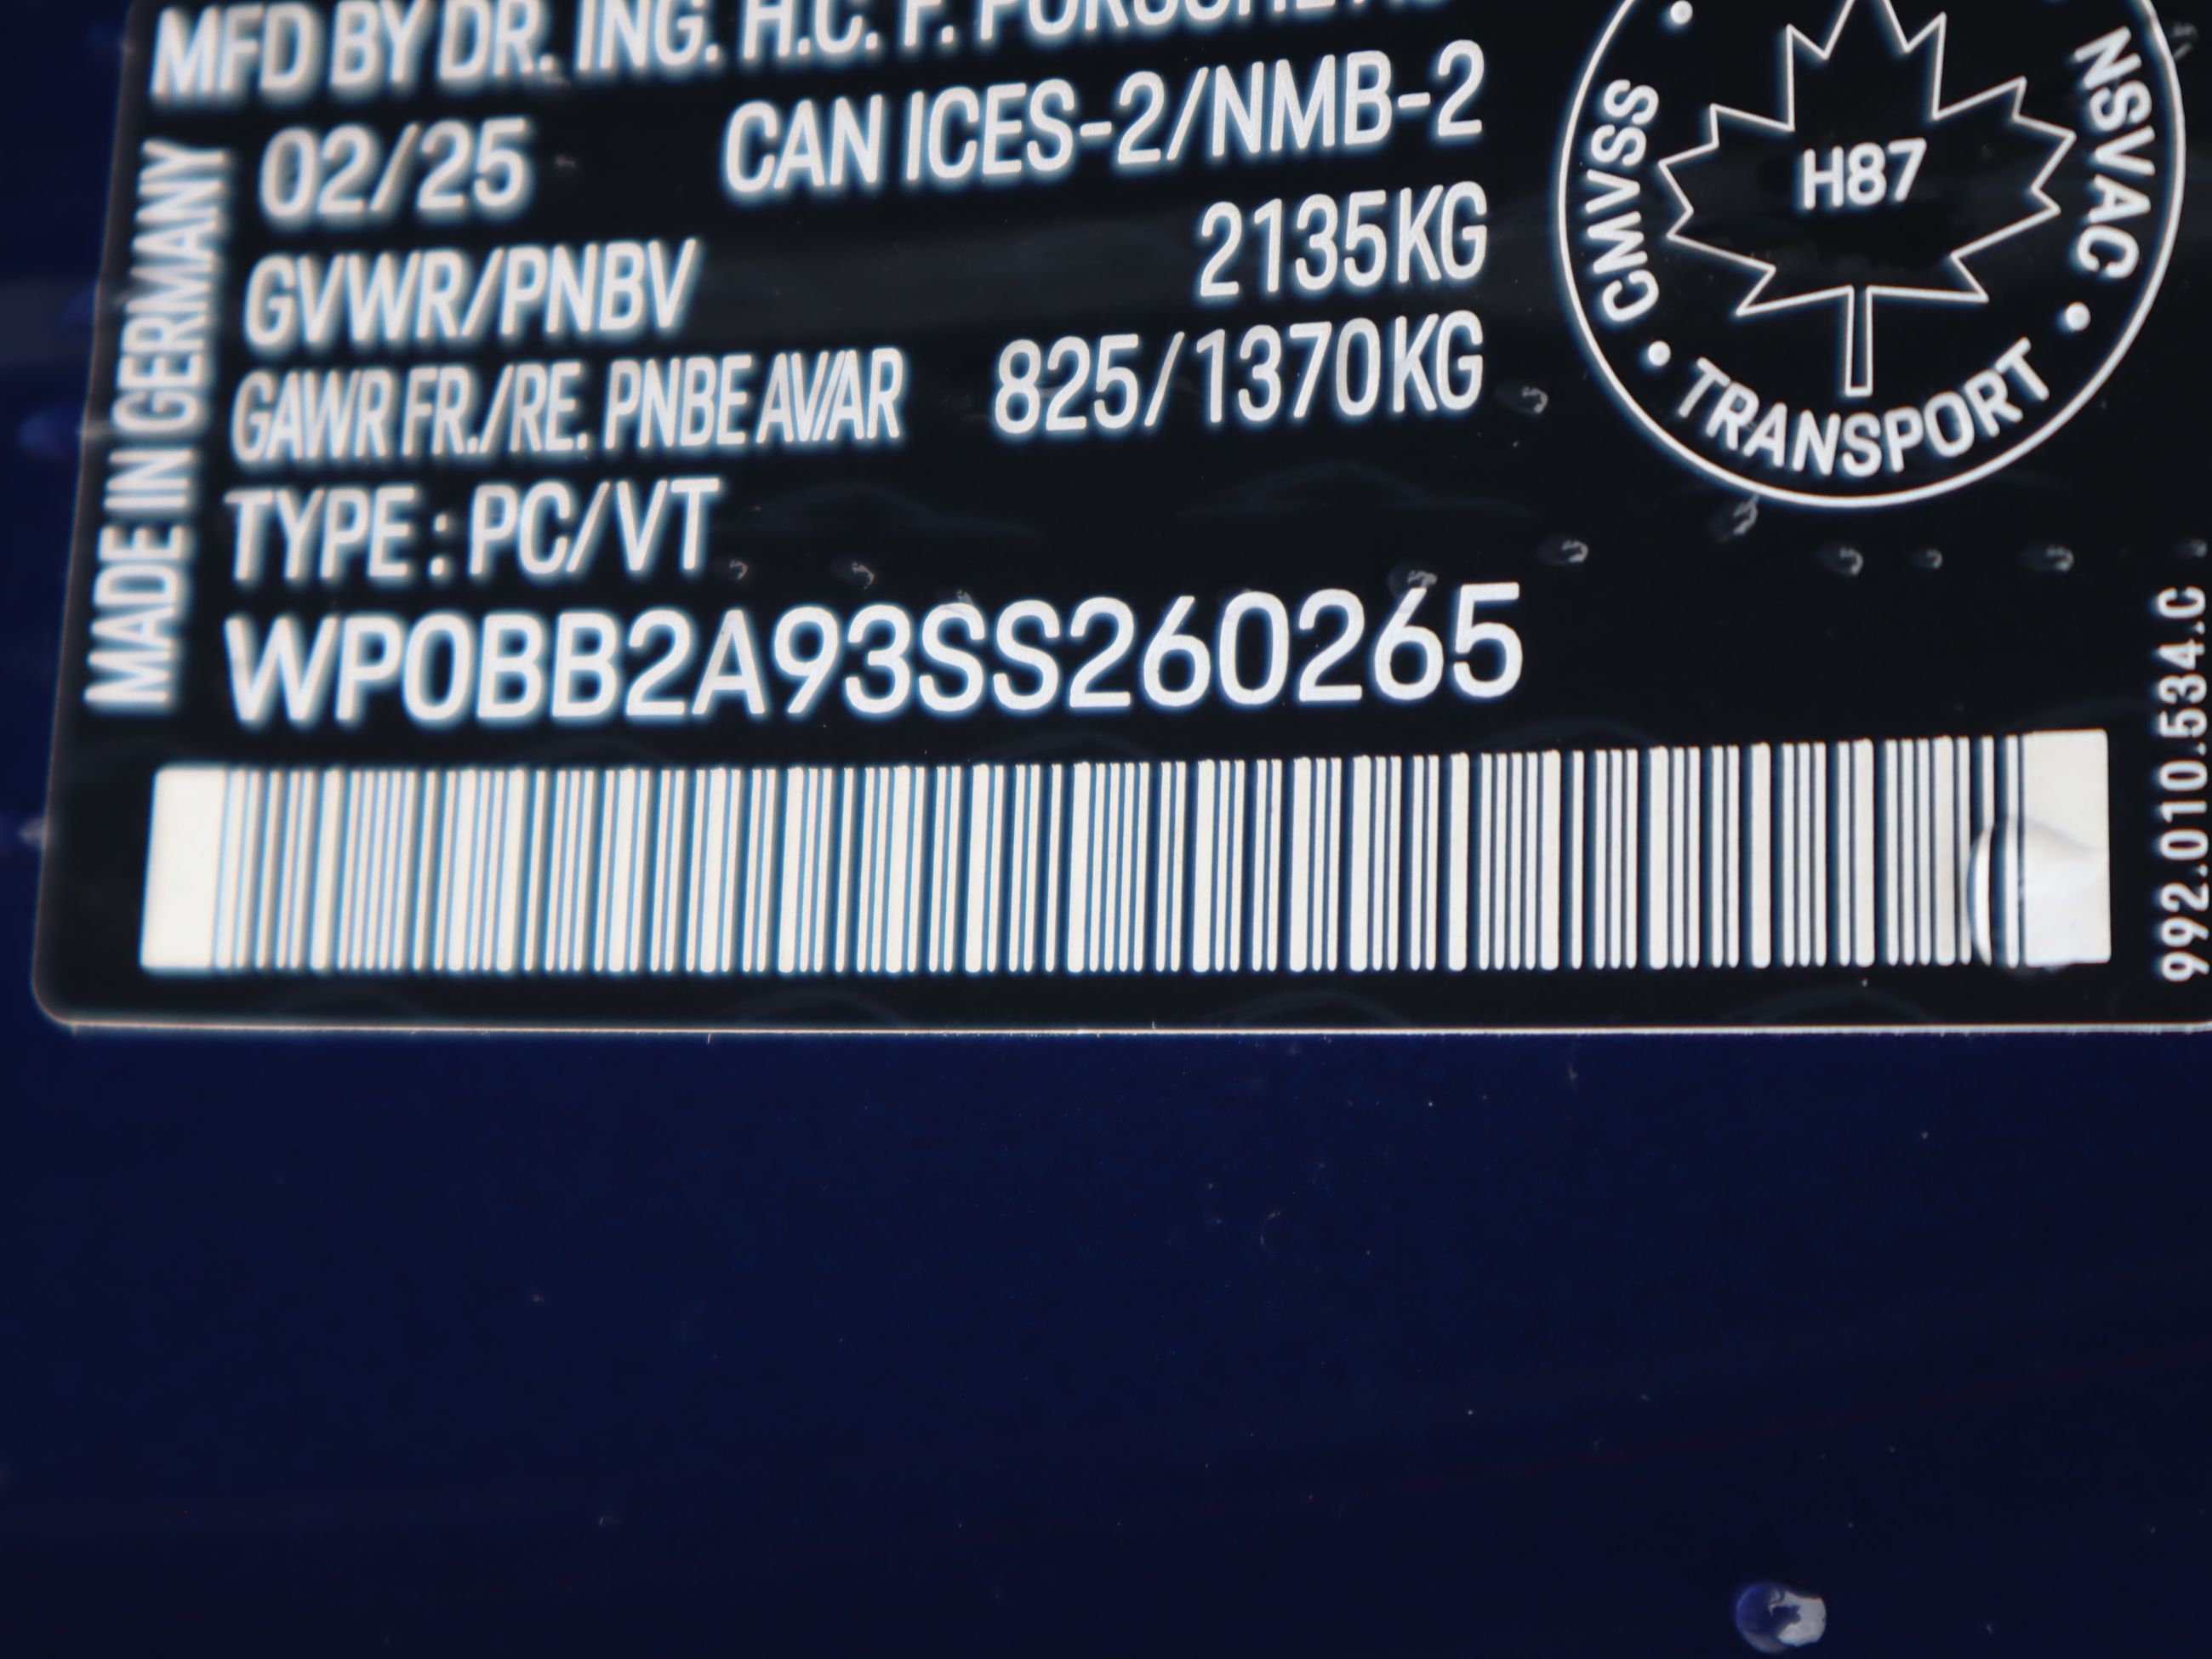 MFD BY DR. ING. H.C. F. PORSCHE AG
02/25 CAN ICES-2/NMB-2
GVWR/PNBV 2135KG
GAWR FR./RE. PNBE AV/AR 825/1370KG
TYPE : PC/VT
WP0BB2A93SS260265
MADE IN GERMANY
CMVSS • TRANSPORT • NSVAC
H87
992.010.534.C